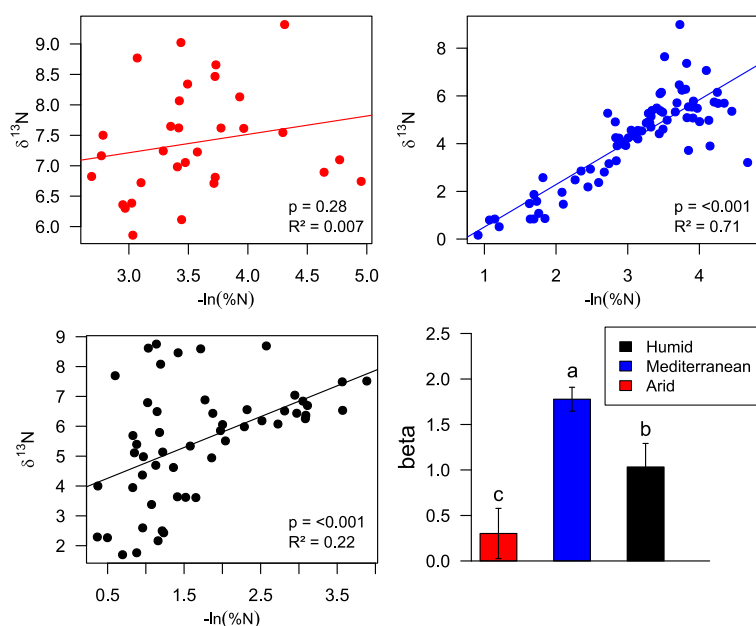 9.0
8.5
8.0
7.5
7.0
6.5
6.0
δ¹³N
p = 0.28
R² = 0.007
3.0 3.5 4.0 4.5 5.0
-ln(%N)
8
6
4
2
0
δ¹³N
p = <0.001
R² = 0.71
1 2 3 4
-ln(%N)
9
8
7
6
5
4
3
2
δ¹³N
p = <0.001
R² = 0.22
0.5 1.5 2.5 3.5
-ln(%N)
2.5
2.0
1.5
1.0
0.5
0.0
beta
Humid
Mediterranean
Arid
c
a
b